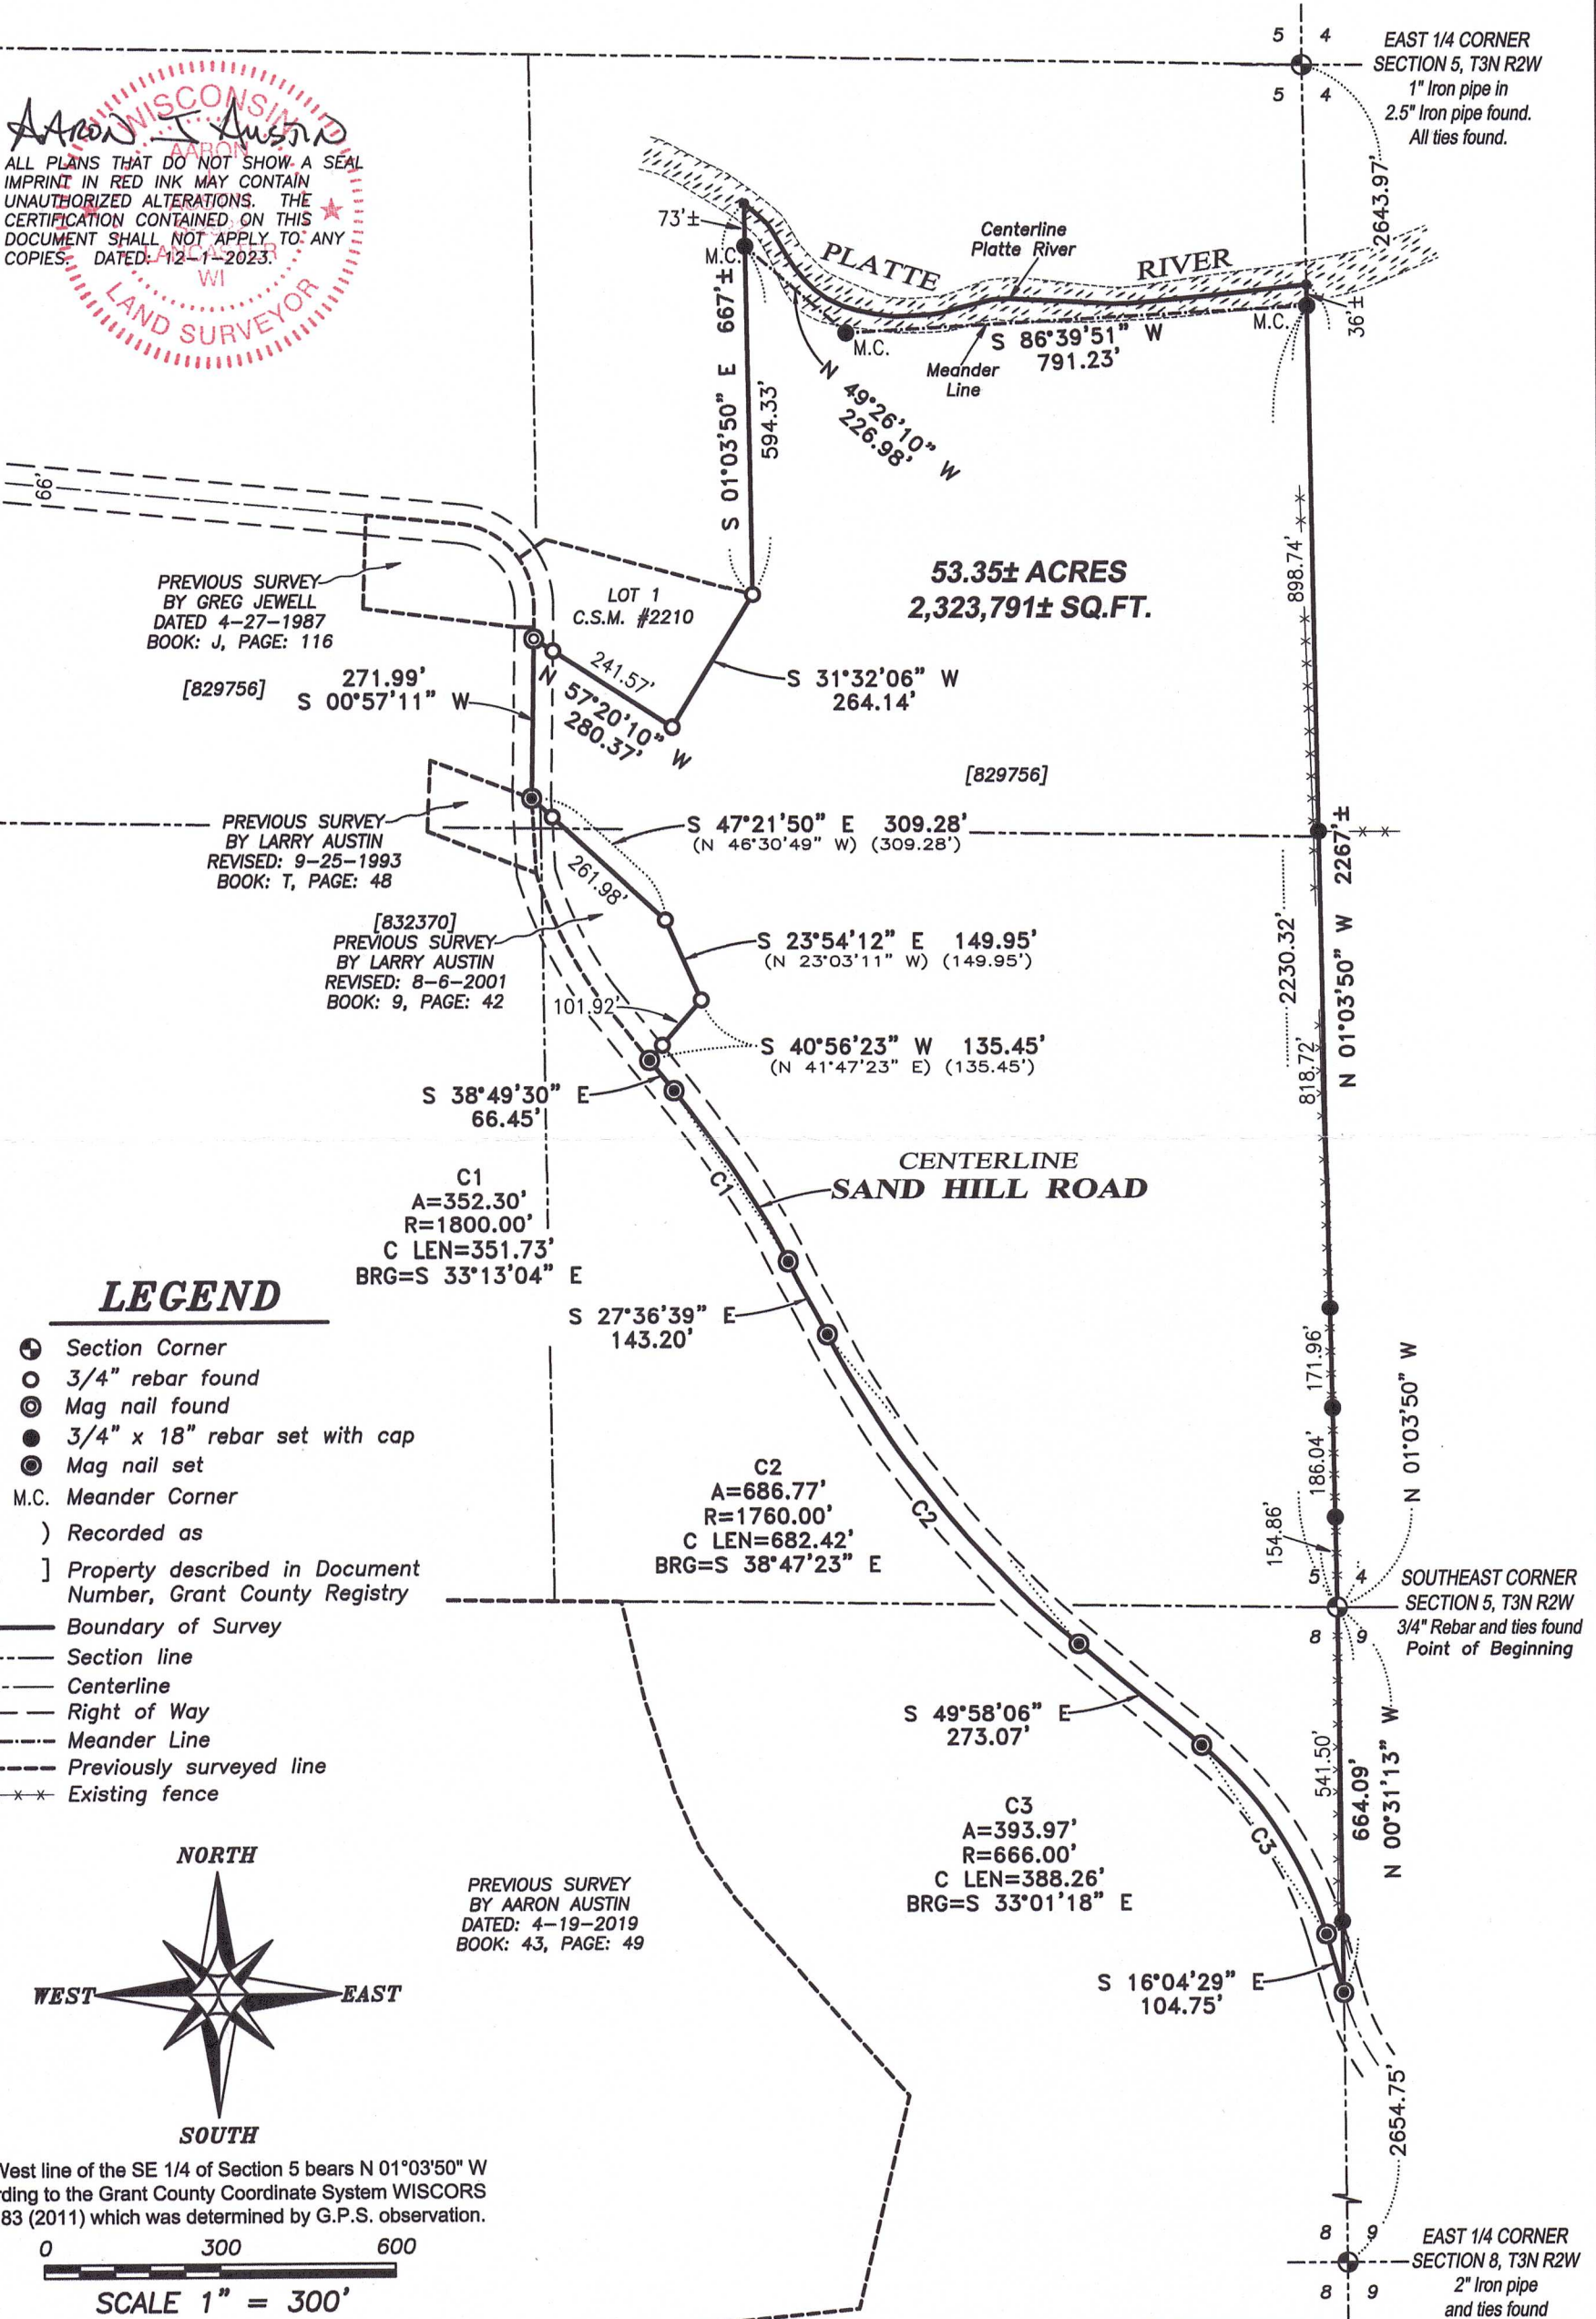 5 4
5 4
EAST 1/4 CORNER
SECTION 5, T3N R2W
1" Iron pipe in
2.5" Iron pipe found.
All ties found.
2643.97'
AARON J AUSTIN
WISCONSIN
AARON
J.
AUSTIN
LANCASTER
WI
LAND SURVEYOR
ALL PLANS THAT DO NOT SHOW A SEAL
IMPRINT IN RED INK MAY CONTAIN
UNAUTHORIZED ALTERATIONS. THE
CERTIFICATION CONTAINED ON THIS
DOCUMENT SHALL NOT APPLY TO ANY
COPIES. DATED: 12-1-2023.
73'±
M.C.
PLATTE RIVER
Centerline
Platte River
M.C.
36'±
M.C.
S 86°39'51" W
791.23'
Meander
Line
N 49°26'10" W
226.98'
S 01°03'50" E 667'±
594.33'
66'
PREVIOUS SURVEY
BY GREG JEWELL
DATED 4-27-1987
BOOK: J, PAGE: 116
LOT 1
C.S.M. #2210
53.35± ACRES
2,323,791± SQ.FT.
898.74'
[829756]
271.99'
S 00°57'11" W
241.57'
N 57°20'10" W
280.37'
S 31°32'06" W
264.14'
[829756]
PREVIOUS SURVEY
BY LARRY AUSTIN
REVISED: 9-25-1993
BOOK: T, PAGE: 48
S 47°21'50" E 309.28'
(N 46°30'49" W) (309.28')
261.98'
[832370]
PREVIOUS SURVEY
BY LARRY AUSTIN
REVISED: 8-6-2001
BOOK: 9, PAGE: 42
S 23°54'12" E 149.95'
(N 23°03'11" W) (149.95')
101.92'
S 40°56'23" W 135.45'
(N 41°47'23" E) (135.45')
2230.32'
N 01°03'50" W 2267'±
818.72'
S 38°49'30" E
66.45'
CENTERLINE
SAND HILL ROAD
C1
C1
A=352.30'
R=1800.00'
C LEN=351.73'
BRG=S 33°13'04" E
S 27°36'39" E
143.20'
LEGEND
Section Corner
3/4" rebar found
Mag nail found
3/4" x 18" rebar set with cap
Mag nail set
M.C. Meander Corner
) Recorded as
] Property described in Document
Number, Grant County Registry
Boundary of Survey
Section line
Centerline
Right of Way
Meander Line
Previously surveyed line
Existing fence
171.96'
186.04'
N 01°03'50" W
154.86'
C2
A=686.77'
R=1760.00'
C LEN=682.42'
BRG=S 38°47'23" E
C2
5 4
8 9
SOUTHEAST CORNER
SECTION 5, T3N R2W
3/4" Rebar and ties found
Point of Beginning
S 49°58'06" E
273.07'
541.50'
664.09'
N 00°31'13" W
C3
A=393.97'
R=666.00'
C LEN=388.26'
BRG=S 33°01'18" E
C3
PREVIOUS SURVEY
BY AARON AUSTIN
DATED: 4-19-2019
BOOK: 43, PAGE: 49
S 16°04'29" E
104.75'
NORTH
WEST
EAST
SOUTH
2654.75'
West line of the SE 1/4 of Section 5 bears N 01°03'50" W
rding to the Grant County Coordinate System WISCORS
83 (2011) which was determined by G.P.S. observation.
0 300 600
SCALE 1" = 300'
8 9
8 9
EAST 1/4 CORNER
SECTION 8, T3N R2W
2" Iron pipe
and ties found